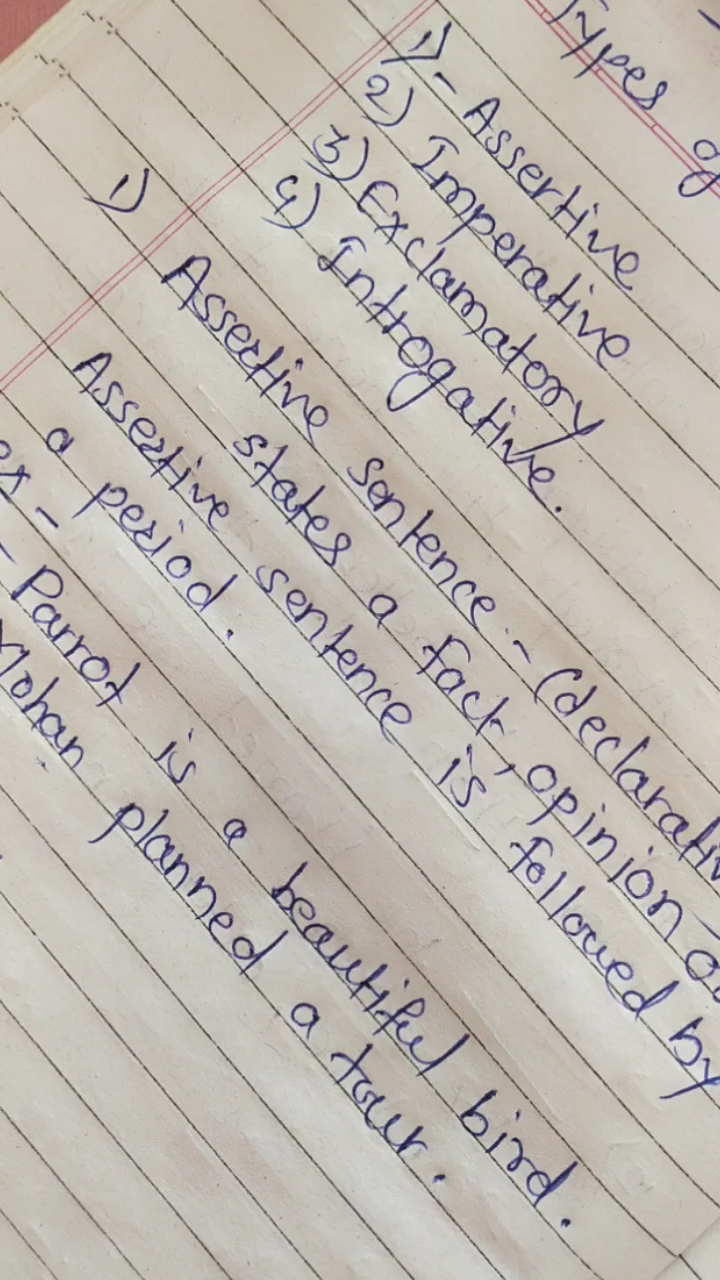 Types of
1) - Assertive
2) Imperative
3) Exclamatory
4) Introgative.
1) Assertive sentence :- (declarativ
states a fact, opinion
Assertive sentence is followed by
a period.
ex -
- Parrot is a beautiful bird.
Mohan planned a tour.